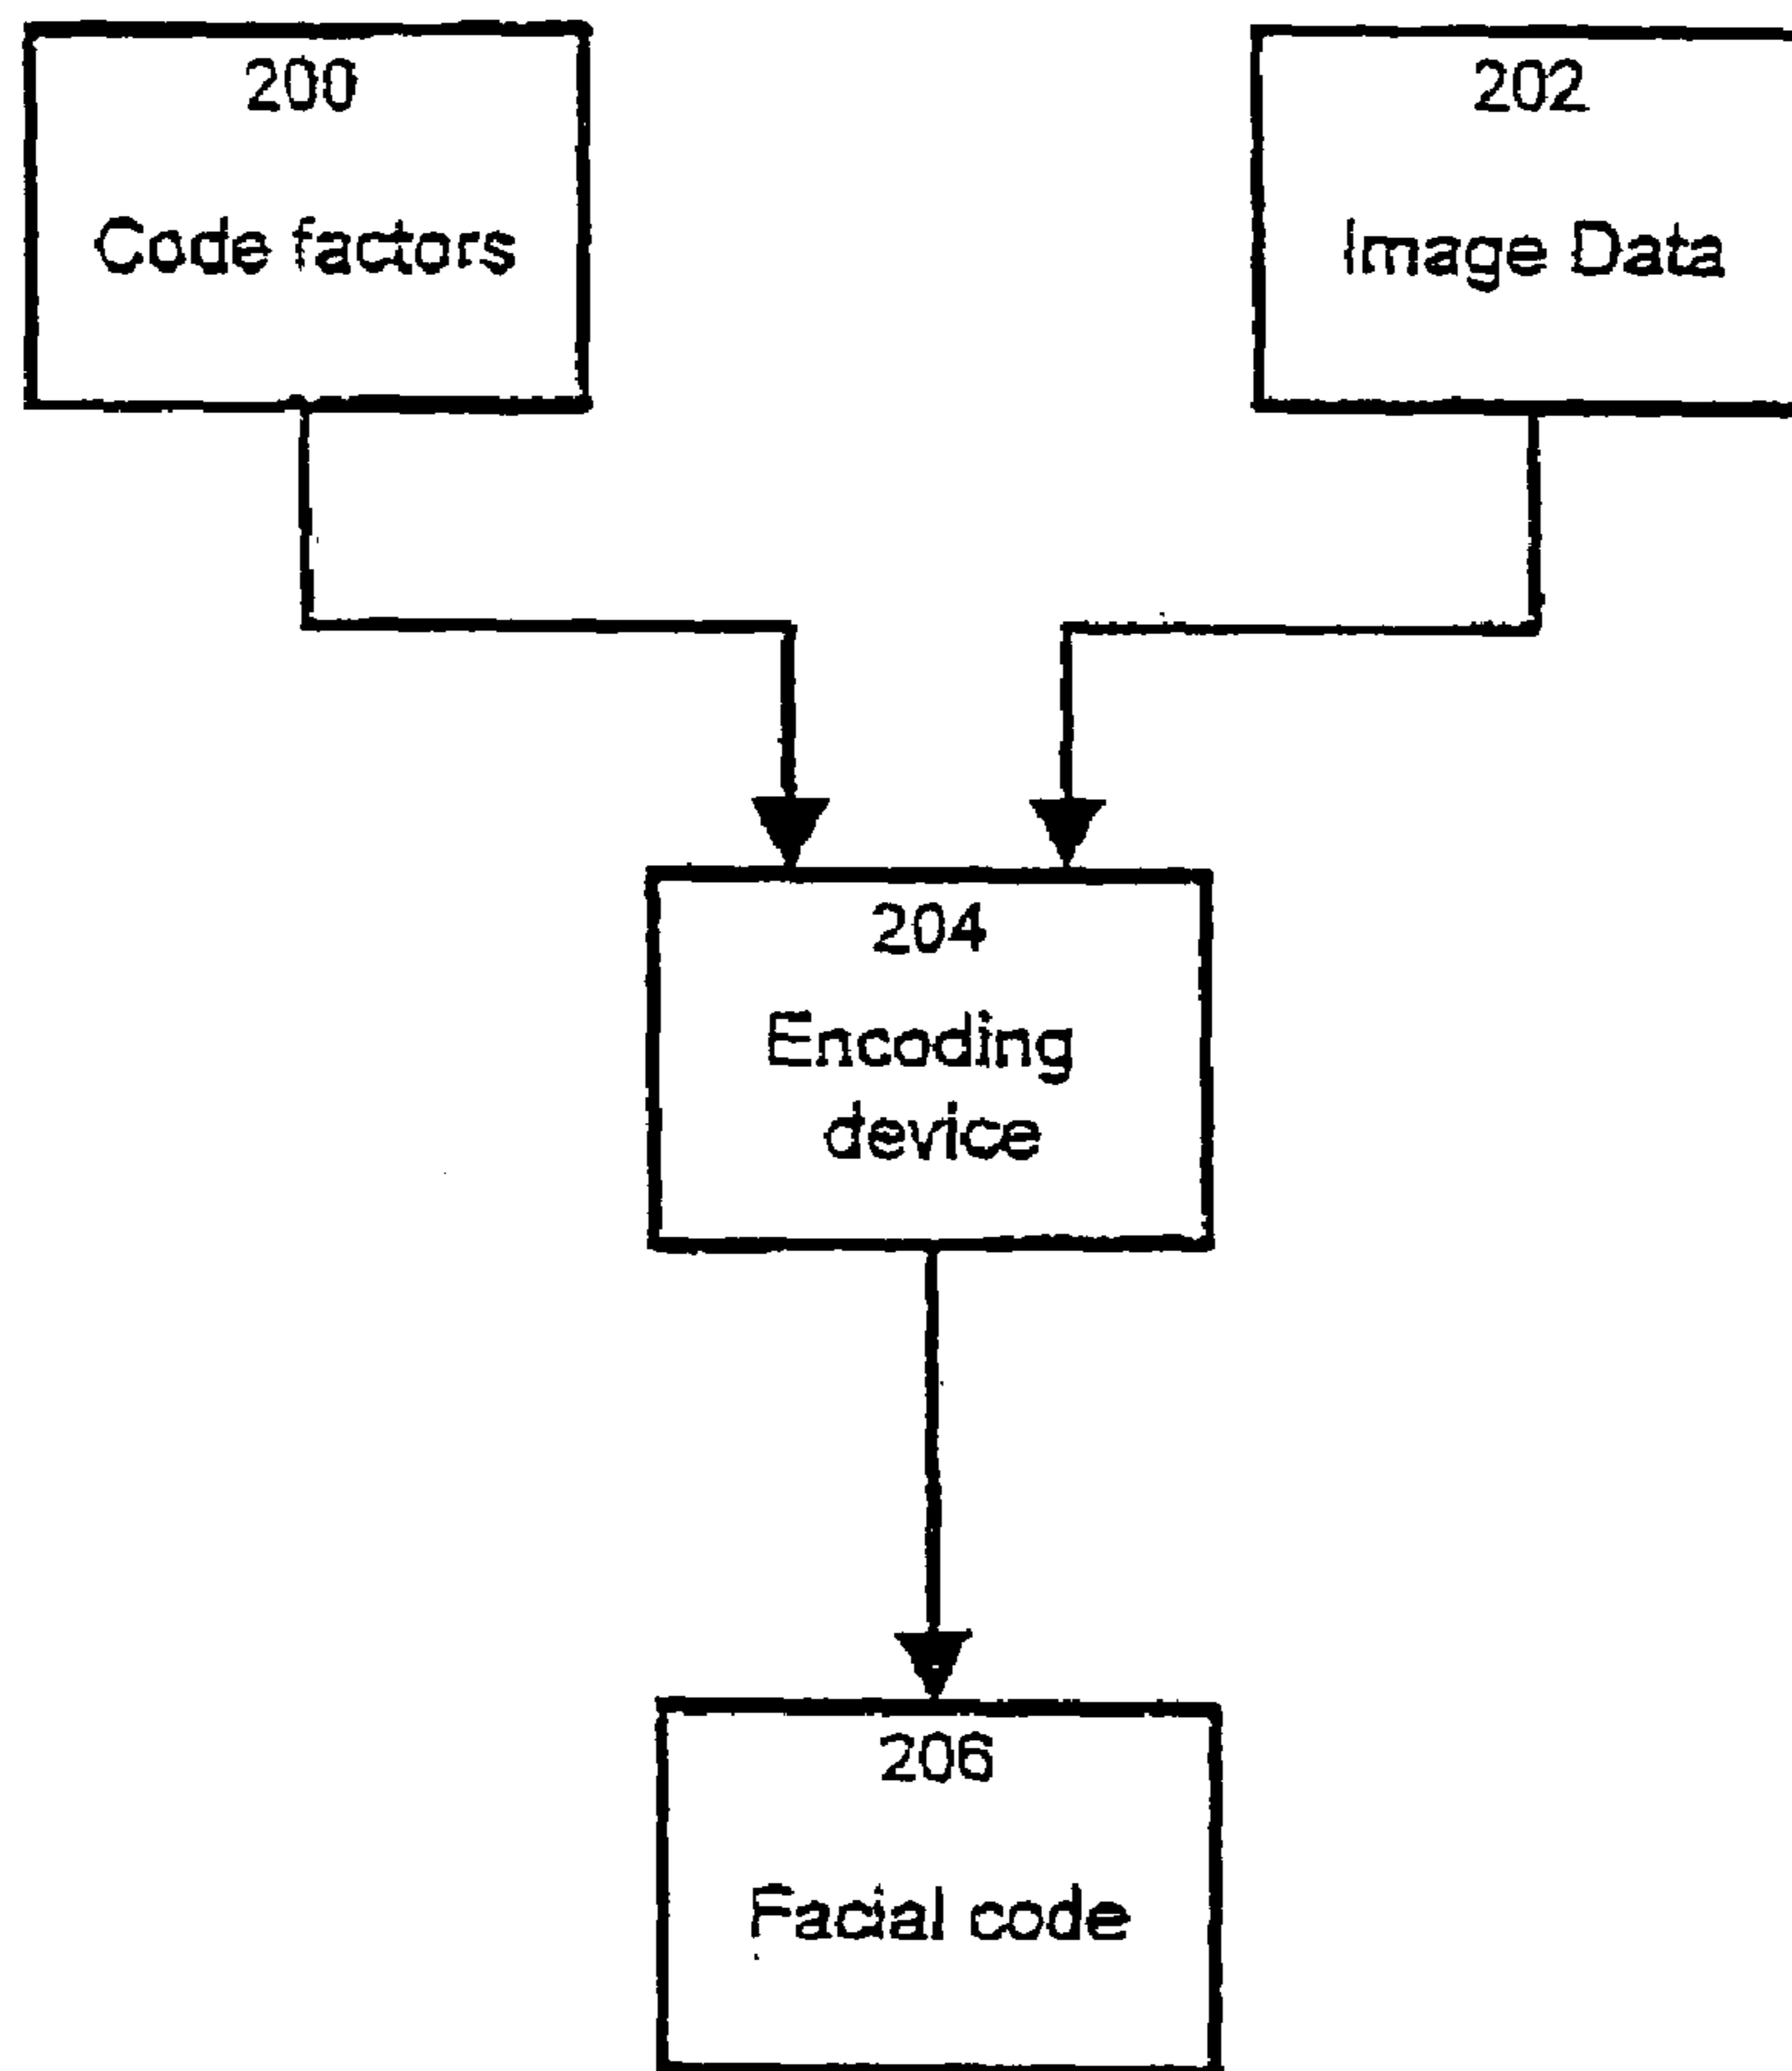 200
Code factors
202
Image Data
204
Encoding
device
206
Facial code